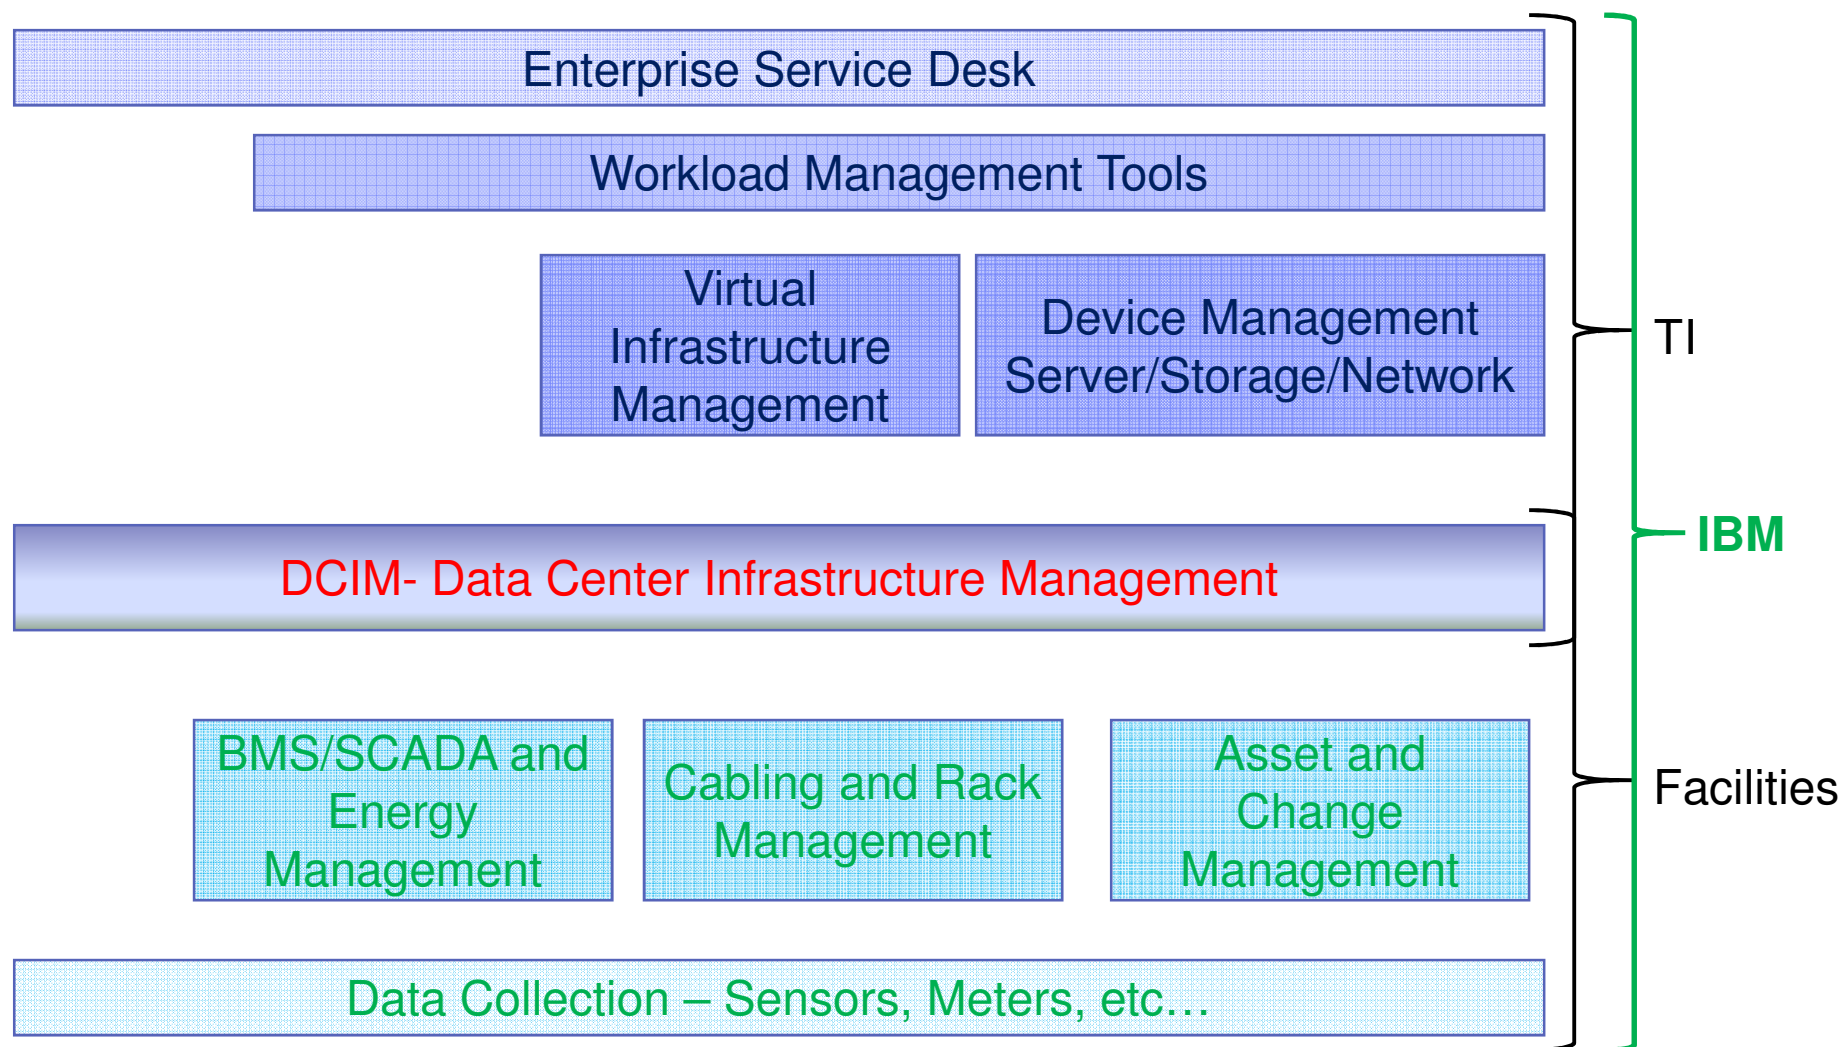 Enterprise Service Desk
Workload Management Tools
Virtual
Infrastructure
Management
Device Management
Server/Storage/Network
TI
IBM
DCIM- Data Center Infrastructure Management
BMS/SCADA and
Energy
Management
Cabling and Rack
Management
Asset and
Change
Management
Facilities
Data Collection – Sensors, Meters, etc…